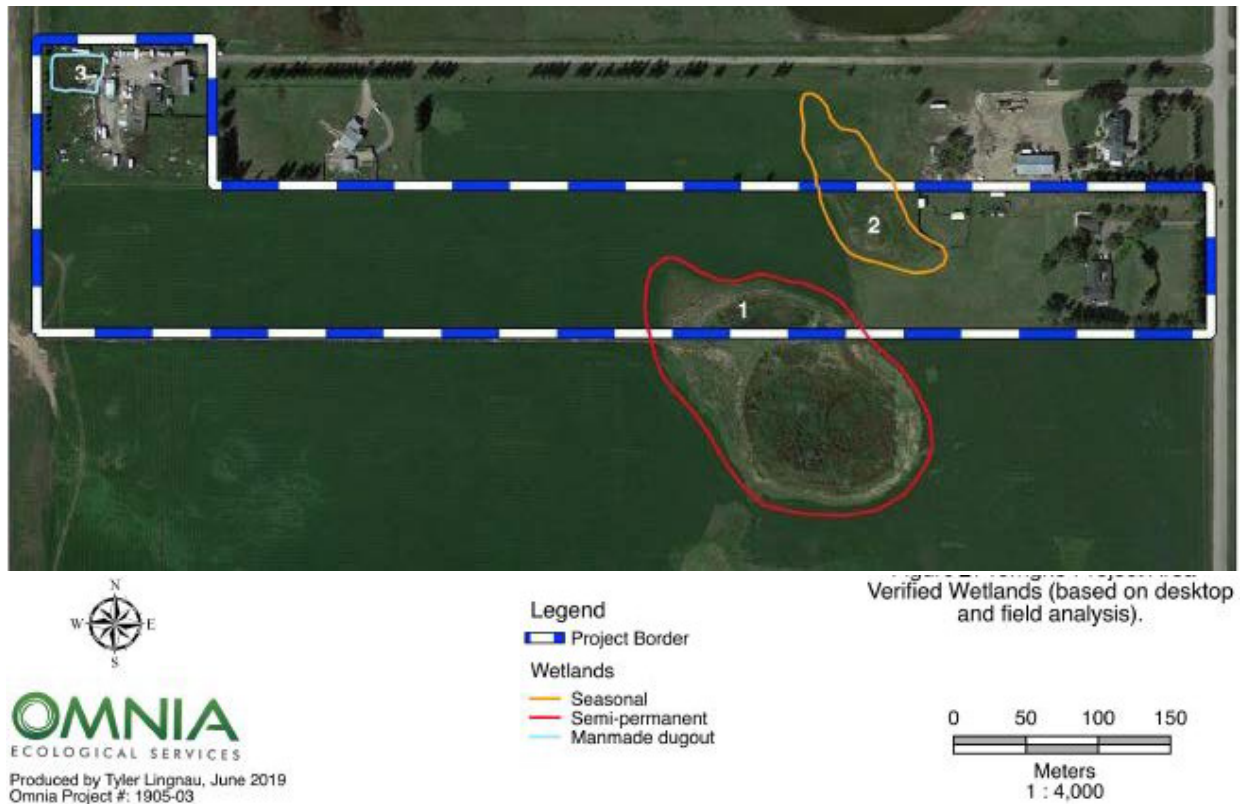 3
2
1
N
W E
S
OMNIA
ECOLOGICAL SERVICES
Produced by Tyler Lingnau, June 2019
Omnia Project #: 1905-03
Legend
Project Border
Wetlands
Seasonal
Semi-permanent
Manmade dugout
Verified Wetlands (based on desktop
and field analysis).
0 50 100 150
Meters
1 : 4,000